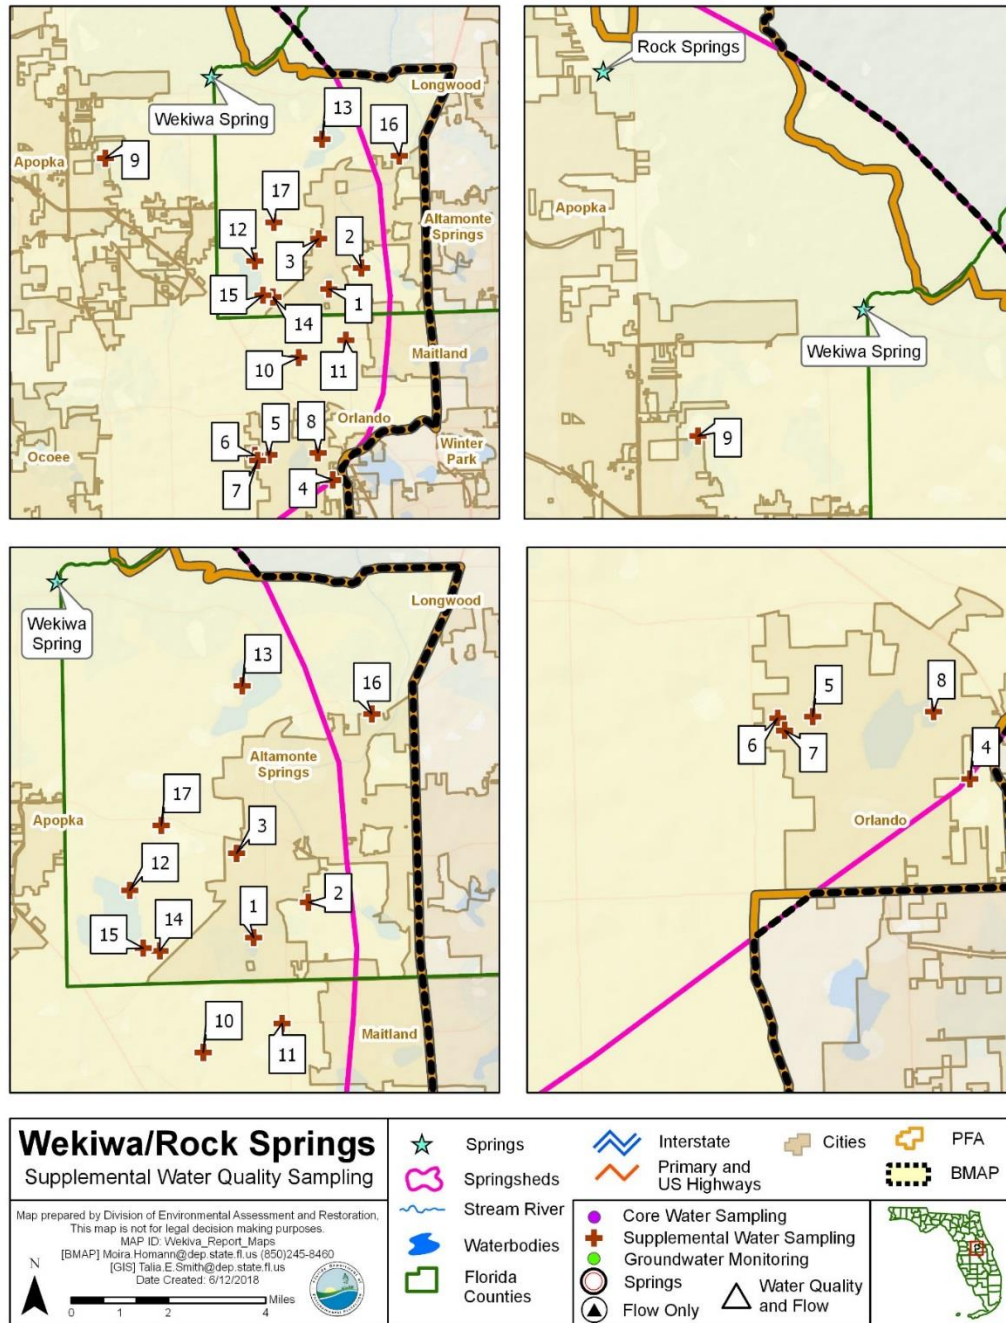 Longwood
13
Wekiwa Spring
16
Apopka
9
17
Altamonte
Springs
12
3
2
15
14
1
10
11
Maitland
Orlando
6
5
8
Winter
Park
Ocoee
7
4
Rock Springs
Apopka
Wekiwa Spring
9
Longwood
Wekiwa
Spring
13
16
Altamonte
Springs
17
Apopka
3
12
2
1
15
14
10
11
Maitland
5
8
6
7
4
Orlando
Wekiwa/Rock Springs
Supplemental Water Quality Sampling
Map prepared by Division of Environmental Assessment and Restoration,
This map is not for legal decision making purposes.
MAP ID: Wekiva_Report_Maps
[BMAP] Moira.Homann@dep.state.fl.us (850)245-8460
[GIS] Talia.E.Smith@dep.state.fl.us
Date Created: 6/12/2018
N
Miles
0 1 2 4
Springs
Springsheds
Stream River
Waterbodies
Florida
Counties
Interstate
Primary and
US Highways
Cities
PFA
BMAP
Core Water Sampling
Supplemental Water Sampling
Groundwater Monitoring
Springs
Flow Only
Water Quality
and Flow